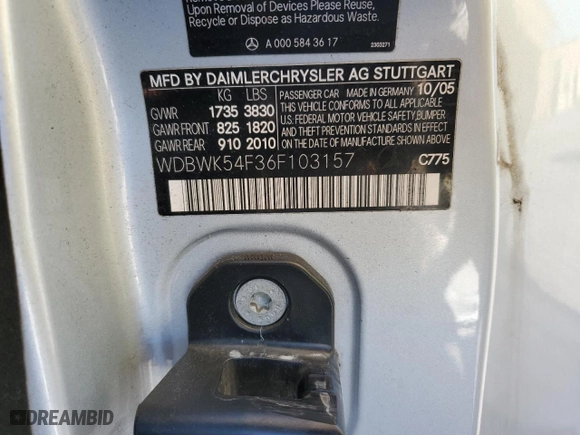 Upon Removal of Devices Please Reuse,
Recycle or Dispose as Hazardous Waste.
A 000 584 36 17
2303271
MFD BY DAIMLERCHRYSLER AG STUTTGART
KG LBS
GVWR 1735 3830
GAWR FRONT 825 1820
GAWR REAR 910 2010
PASSENGER CAR MADE IN GERMANY 10/05
THIS VEHICLE CONFORMS TO ALL APPLICABLE
U.S. FEDERAL MOTOR VEHICLE SAFETY, BUMPER
AND THEFT PREVENTION STANDARDS IN EFFECT
ON THE DATE OF MANUFACTURE SHOWN ABOVE.
WDBWK54F36F103157
C775
DREAMBID